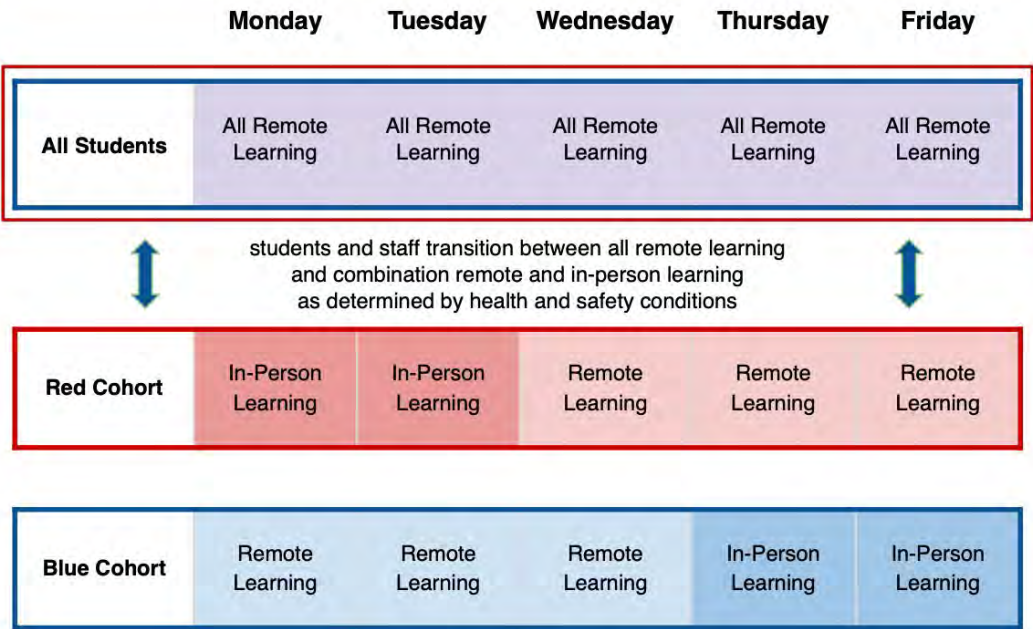 Monday Tuesday Wednesday Thursday Friday
All Students
All Remote Learning
All Remote Learning
All Remote Learning
All Remote Learning
All Remote Learning
students and staff transition between all remote learning
and combination remote and in-person learning
as determined by health and safety conditions
Red Cohort
In-Person Learning
In-Person Learning
Remote Learning
Remote Learning
Remote Learning
Blue Cohort
Remote Learning
Remote Learning
Remote Learning
In-Person Learning
In-Person Learning